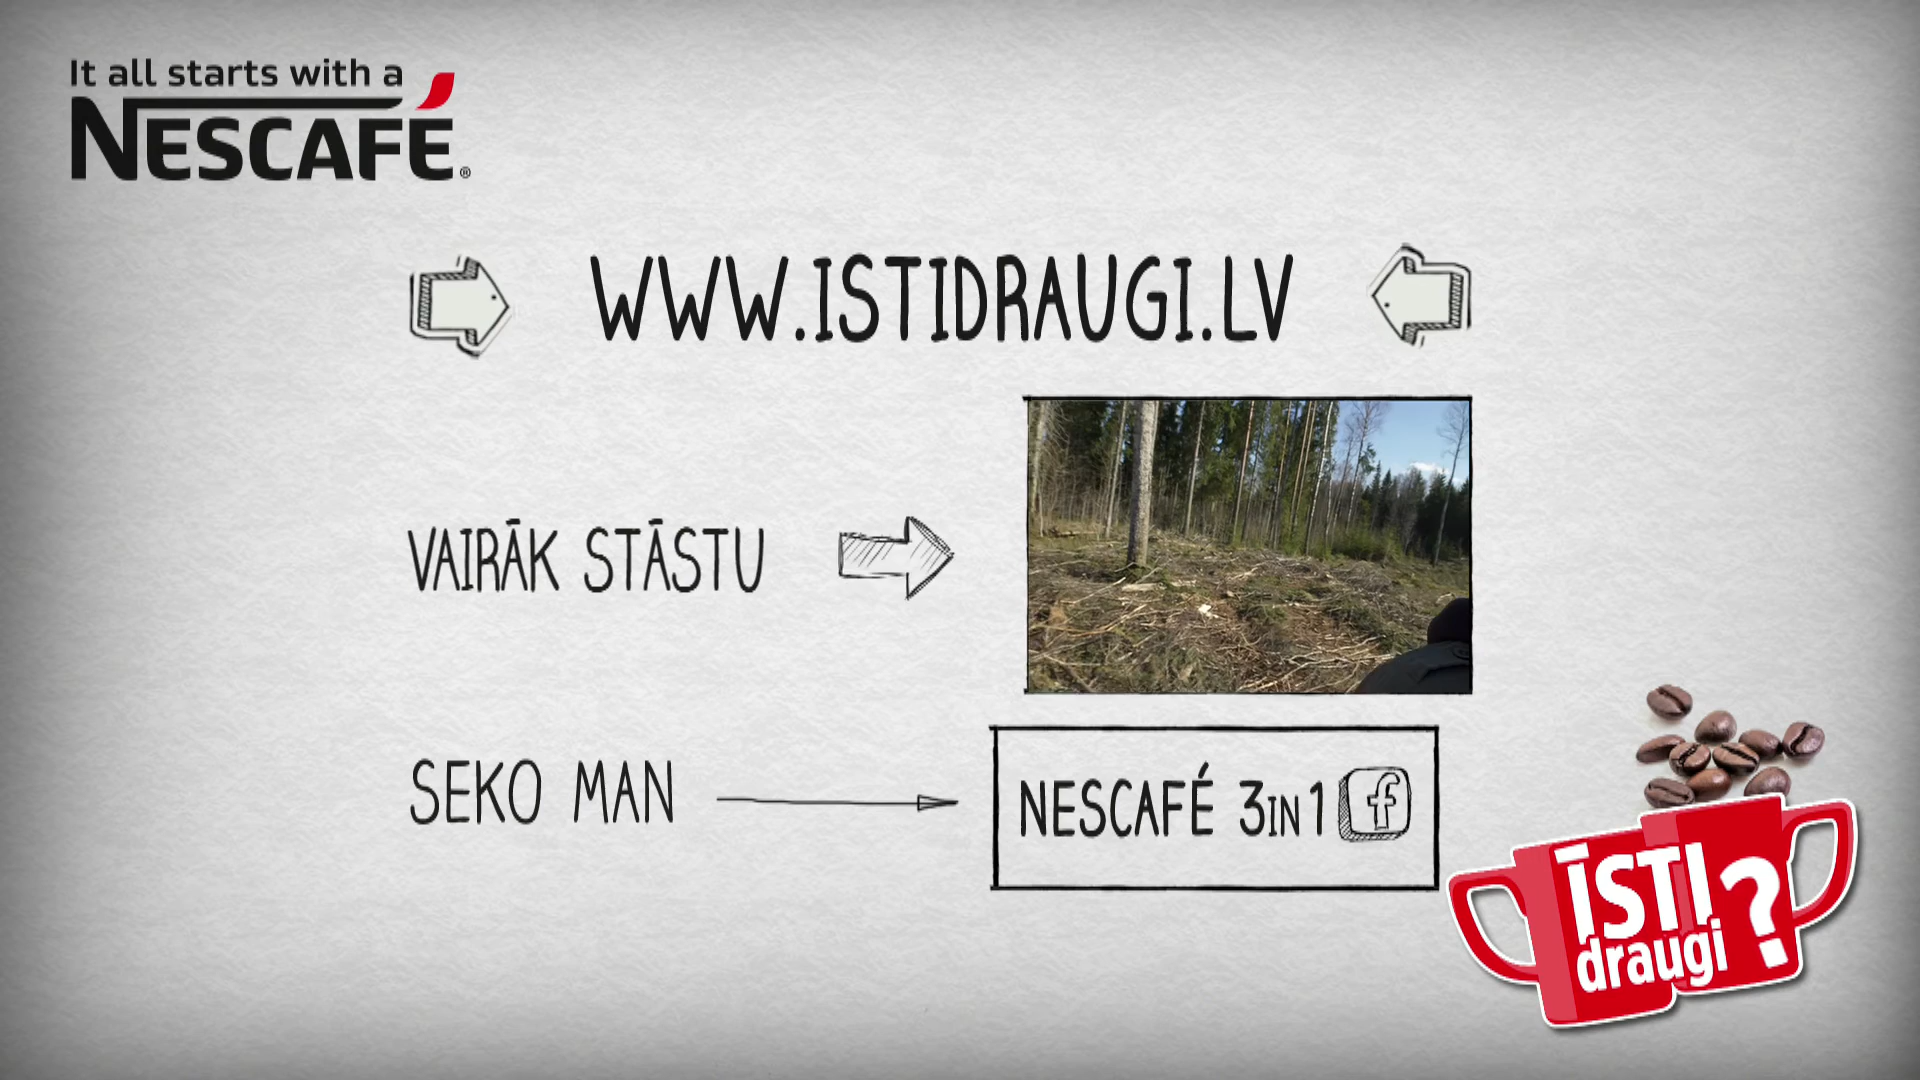 It all starts with a
NESCAFÉ®
WWW.ISTIDRAUGI.LV
VAIRĀK STĀSTU
SEKO MAN
NESCAFÉ 3IN1 f
ĪSTI
draugi ?